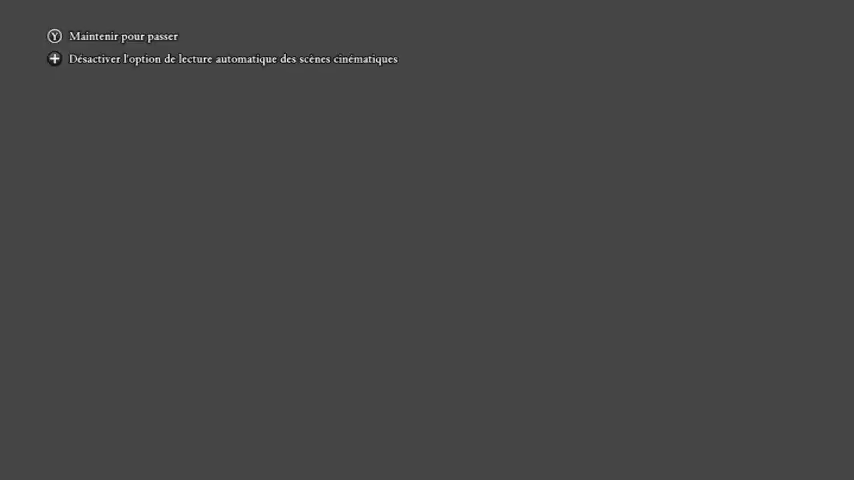 Y Maintenir pour passer
+ Désactiver l'option de lecture automatique des scènes cinématiques